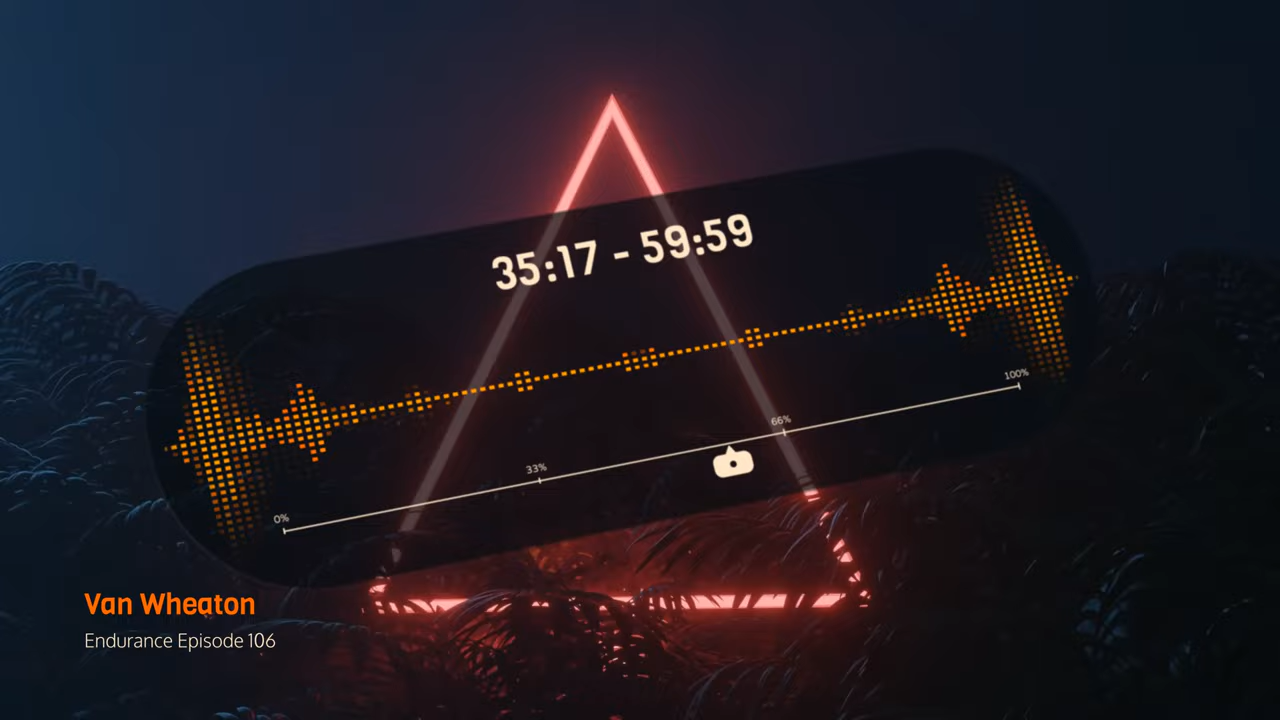 35:17 - 59:59
0%
33%
66%
100%
Van Wheaton
Endurance Episode 106